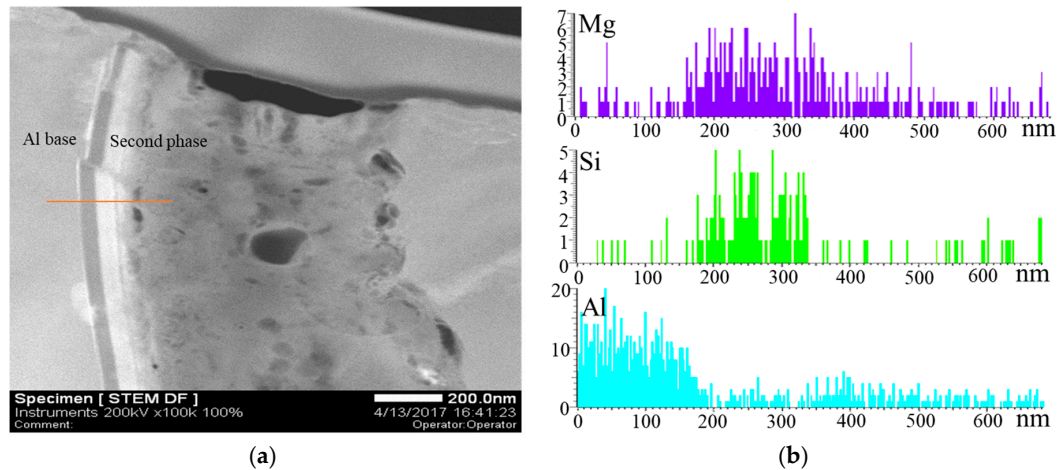 Al base
Second phase
Specimen [ STEM DF ]
200.0nm
Instruments 200kV x100k 100%
4/13/2017 16:41:23
Comment:
Operator:Operator
(a)
Mg
7
6
5
4
3
2
1
0
0 100 200 300 400 500 600 nm
Si
5
4
3
2
1
0
0 100 200 300 400 500 600 nm
Al
20
10
0
0 100 200 300 400 500 600 nm
(b)